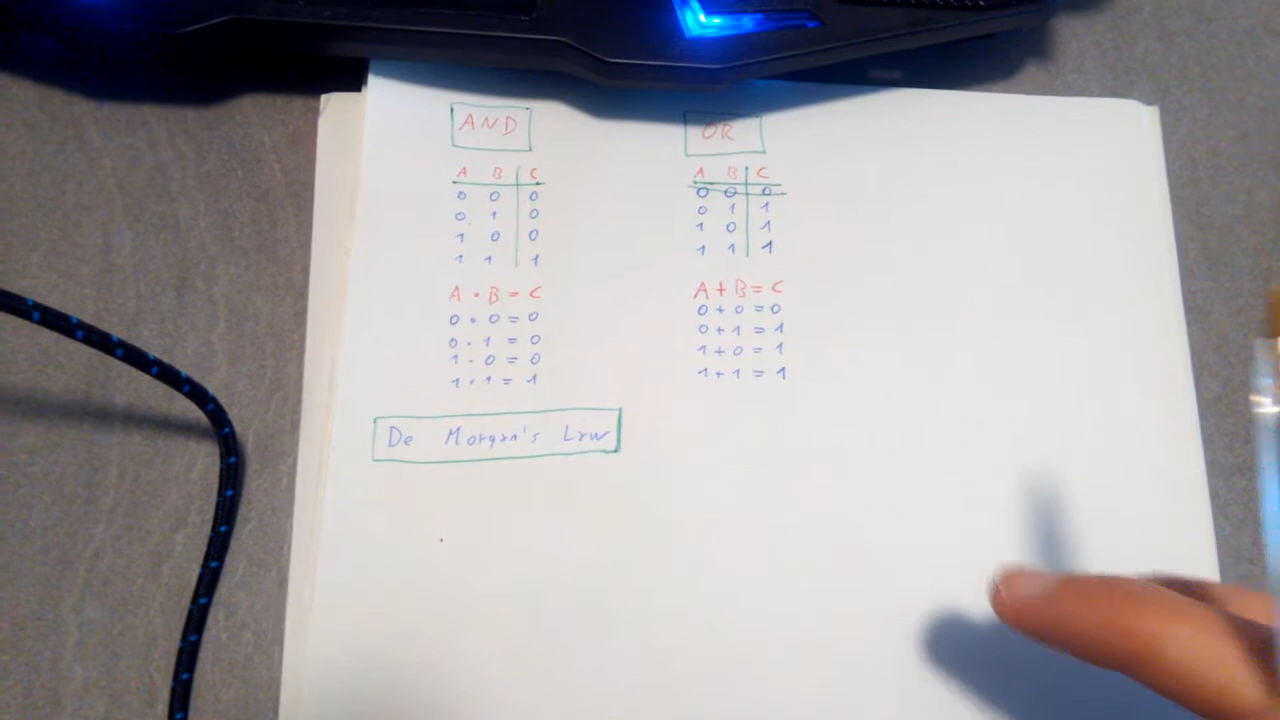 AND
A B C
0 0 0
0 1 0
1 0 0
1 1 1
A · B = C
0 · 0 = 0
0 · 1 = 0
1 · 0 = 0
1 · 1 = 1
OR
A B C
0 0 0
0 1 1
1 0 1
1 1 1
A + B = C
0 + 0 = 0
0 + 1 = 1
1 + 0 = 1
1 + 1 = 1
De Morgan's Law